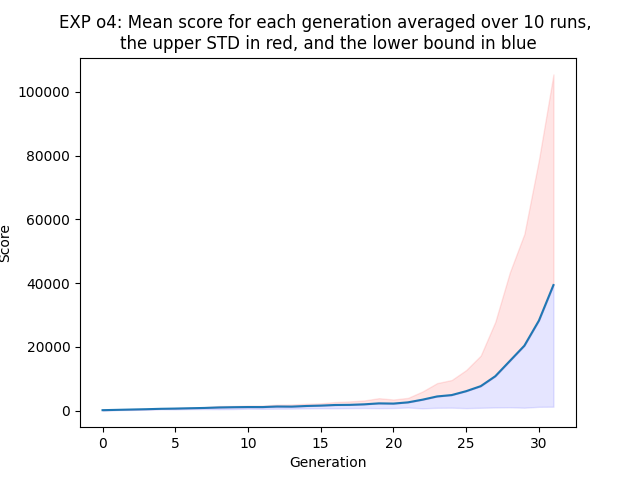 EXP o4: Mean score for each generation averaged over 10 runs,
the upper STD in red, and the lower bound in blue
100000
80000
60000
40000
20000
0
Score
0 5 10 15 20 25 30
Generation